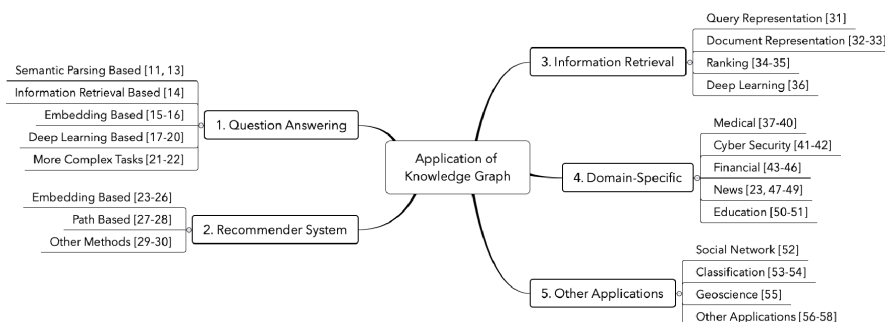 Application of
Knowledge Graph
1. Question Answering
Semantic Parsing Based [11, 13]
Information Retrieval Based [14]
Embedding Based [15-16]
Deep Learning Based [17-20]
More Complex Tasks [21-22]
2. Recommender System
Embedding Based [23-26]
Path Based [27-28]
Other Methods [29-30]
3. Information Retrieval
Query Representation [31]
Document Representation [32-33]
Ranking [34-35]
Deep Learning [36]
4. Domain-Specific
Medical [37-40]
Cyber Security [41-42]
Financial [43-46]
News [23, 47-49]
Education [50-51]
5. Other Applications
Social Network [52]
Classification [53-54]
Geoscience [55]
Other Applications [56-58]